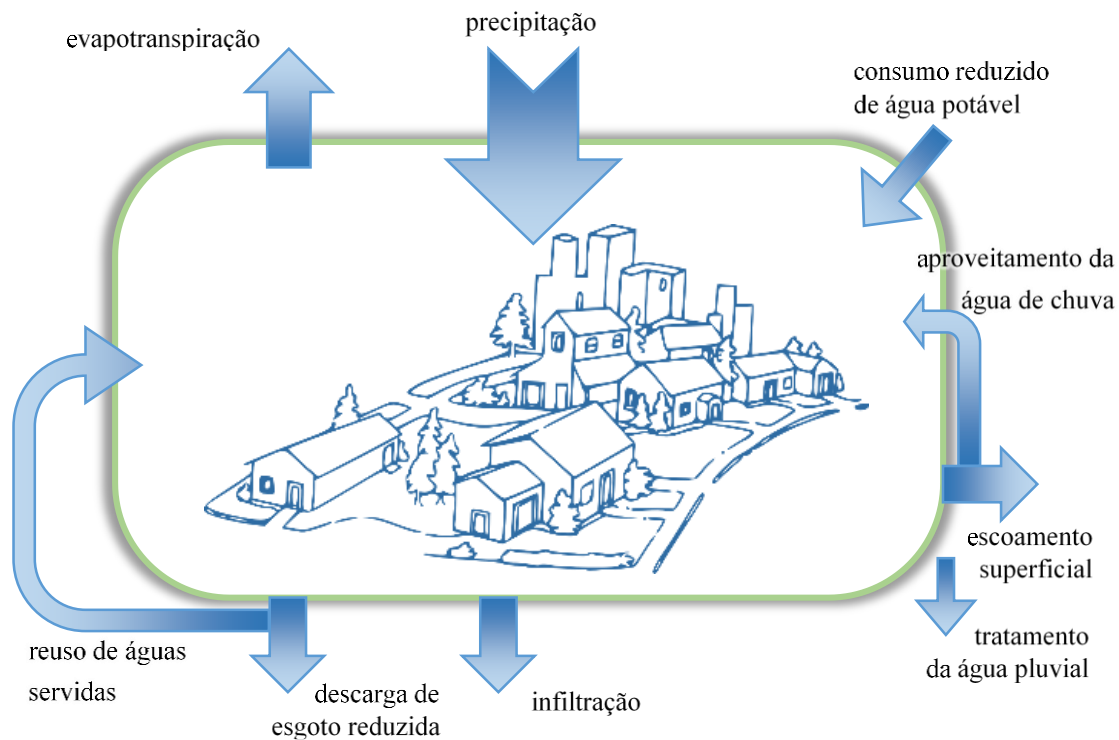 precipitação
evapotranspiração
consumo reduzido
de água potável
aproveitamento da
água de chuva
escoamento
superficial
tratamento
da água pluvial
reuso de águas
servidas
descarga de
esgoto reduzida
infiltração